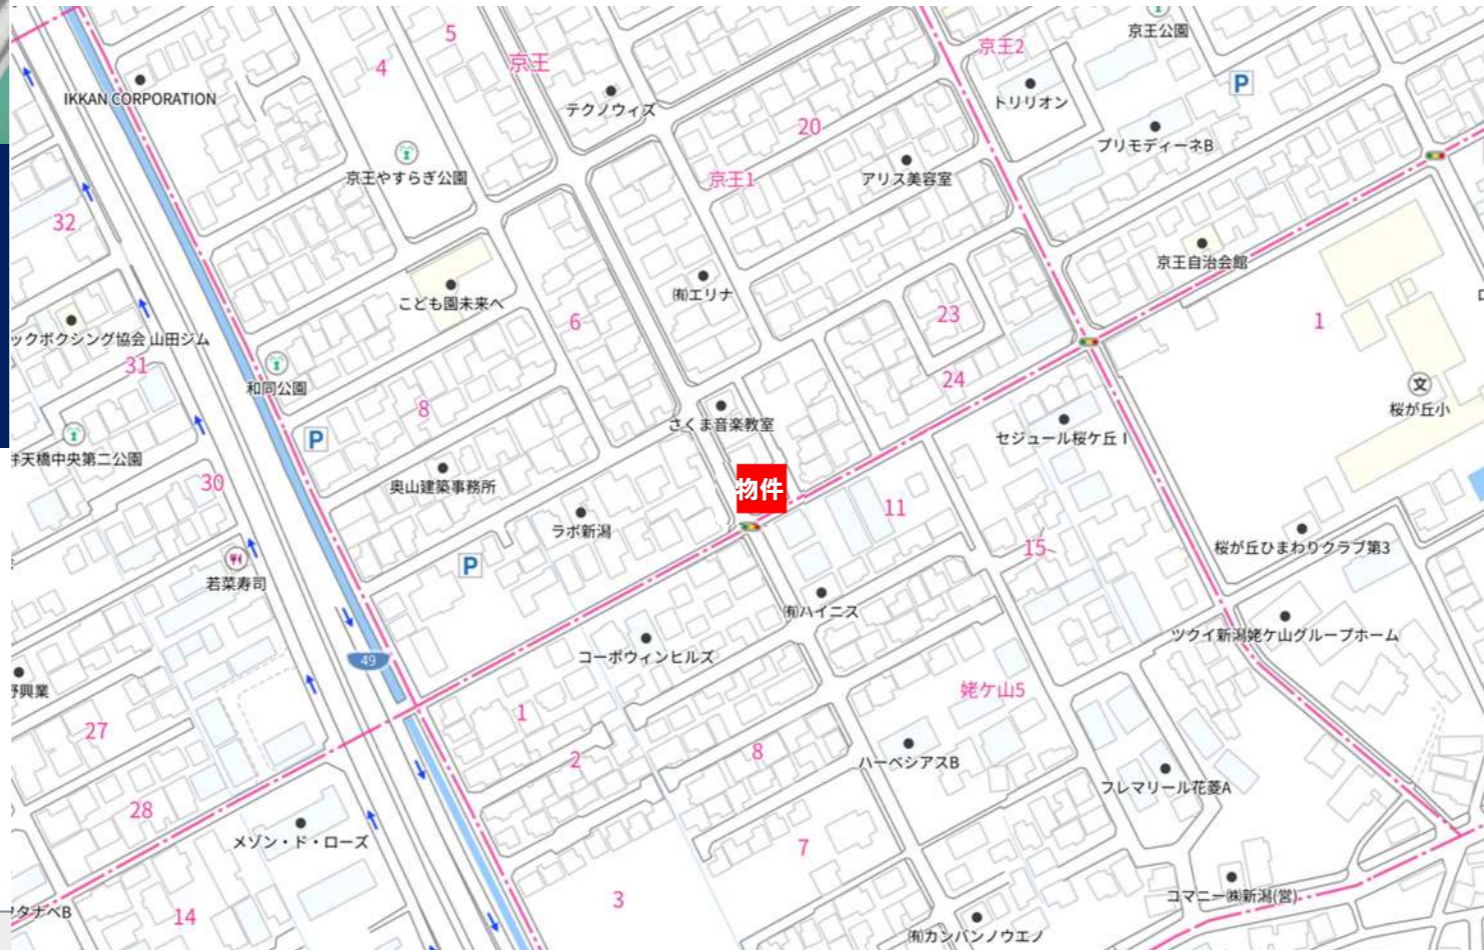 5
京王2
京王公園
京王
4
IKKAN CORPORATION
テクノウィズ
トリリオン
P
20
プリモディーネB
京王やすらぎ公園
京王1
アリス美容室
32
京王自治会館
こども園未来へ
㈲エリナ
23
6
1
ックボクシング協会 山田ジム
31
和同公園
24
8
さくま音楽教室
セジュール桜ケ丘Ⅰ
文
桜が丘小
P
弁天橋中央第二公園
30
奥山建築事務所
物件
11
ラボ新潟
15
桜が丘ひまわりクラブ第3
P
若菜寿司
㈲ハイニス
ツクイ新潟姥ケ山グループホーム
コーポウィンヒルズ
49
野興業
姥ケ山5
1
27
2
8
ハーベシアスB
フレマリール花菱A
28
メゾン・ド・ローズ
7
3
コマニー㈱新潟(営)
タナベB
14
㈲カンバンノウエノ